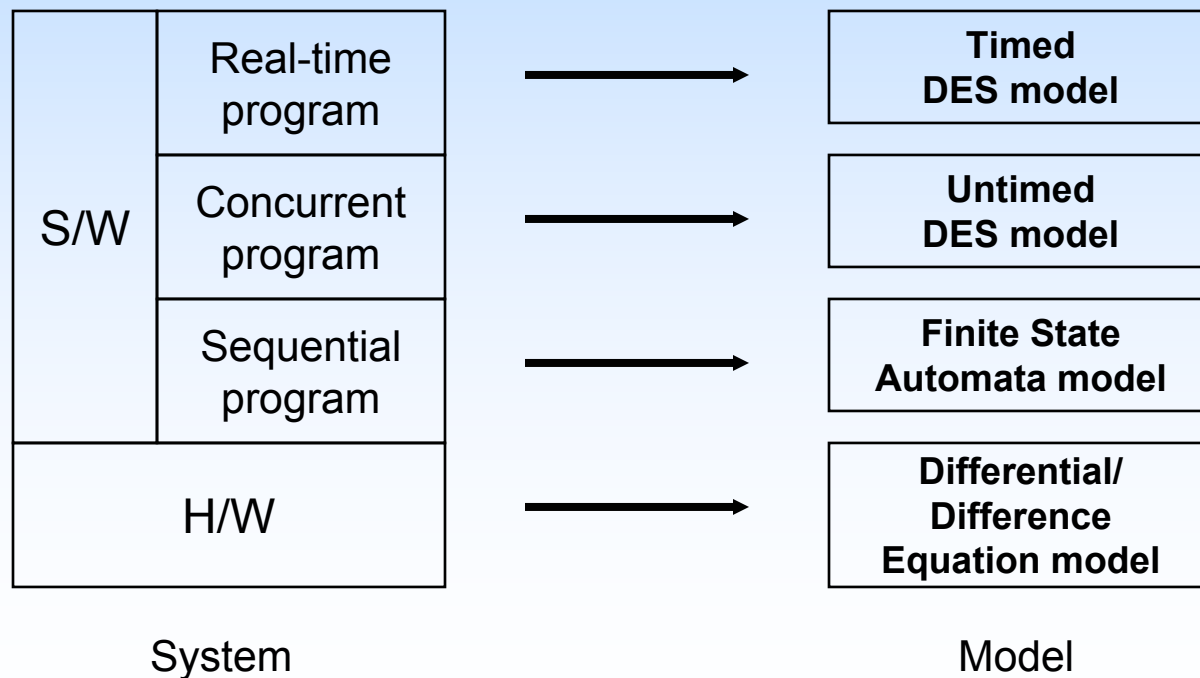 Real-time
program
Timed
DES model
S/W
Concurrent
program
Untimed
DES model
Sequential
program
Finite State
Automata model
H/W
Differential/
Difference
Equation model
System
Model